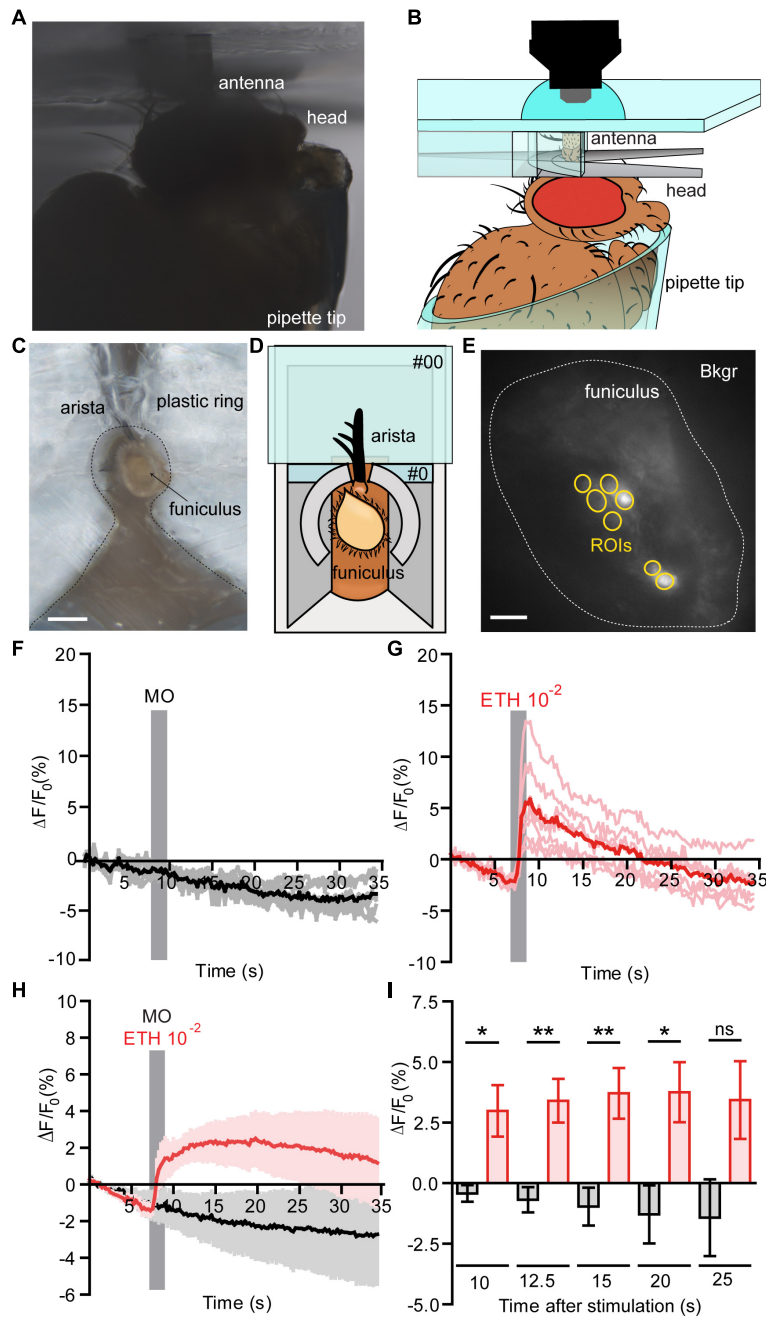 A
antenna
head
pipette tip
B
antenna
head
pipette tip
C
arista
plastic ring
funiculus
D
#00
arista
#0
funiculus
E
Bkgr
funiculus
ROIs
F
20
15
10
5
0
-5
-10
ΔF/F0(%)
MO
5
10
15
20
25
30
35
Time (s)
G
20
15
10
5
0
-5
-10
ΔF/F0(%)
ETH 10-2
5
10
15
20
25
30
35
Time (s)
H
10
8
6
4
2
0
-2
-4
-6
ΔF/F0(%)
MO
ETH 10-2
5
10
15
20
25
30
35
Time (s)
I
7.5
5.0
2.5
0.0
-2.5
-5.0
ΔF/F0(%)
*
**
**
*
ns
10
12.5
15
20
25
Time after stimulation (s)